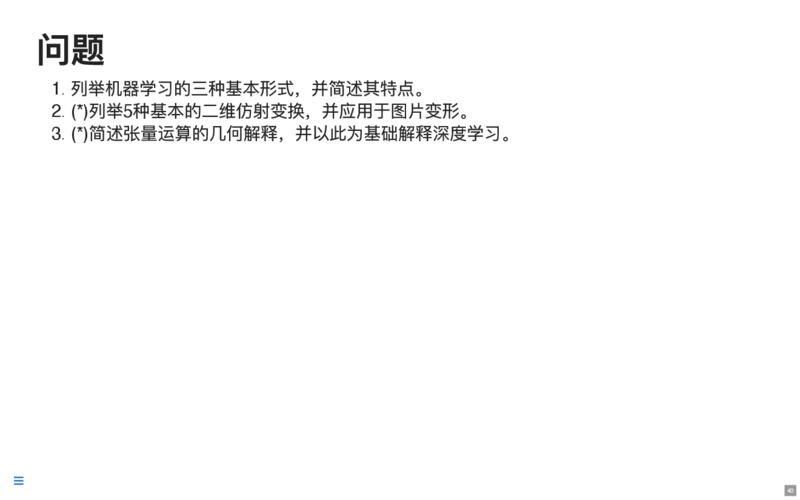 问题
1. 列举机器学习的三种基本形式，并简述其特点。
2. (*)列举5种基本的二维仿射变换，并应用于图片变形。
3. (*)简述张量运算的几何解释，并以此为基础解释深度学习。
40